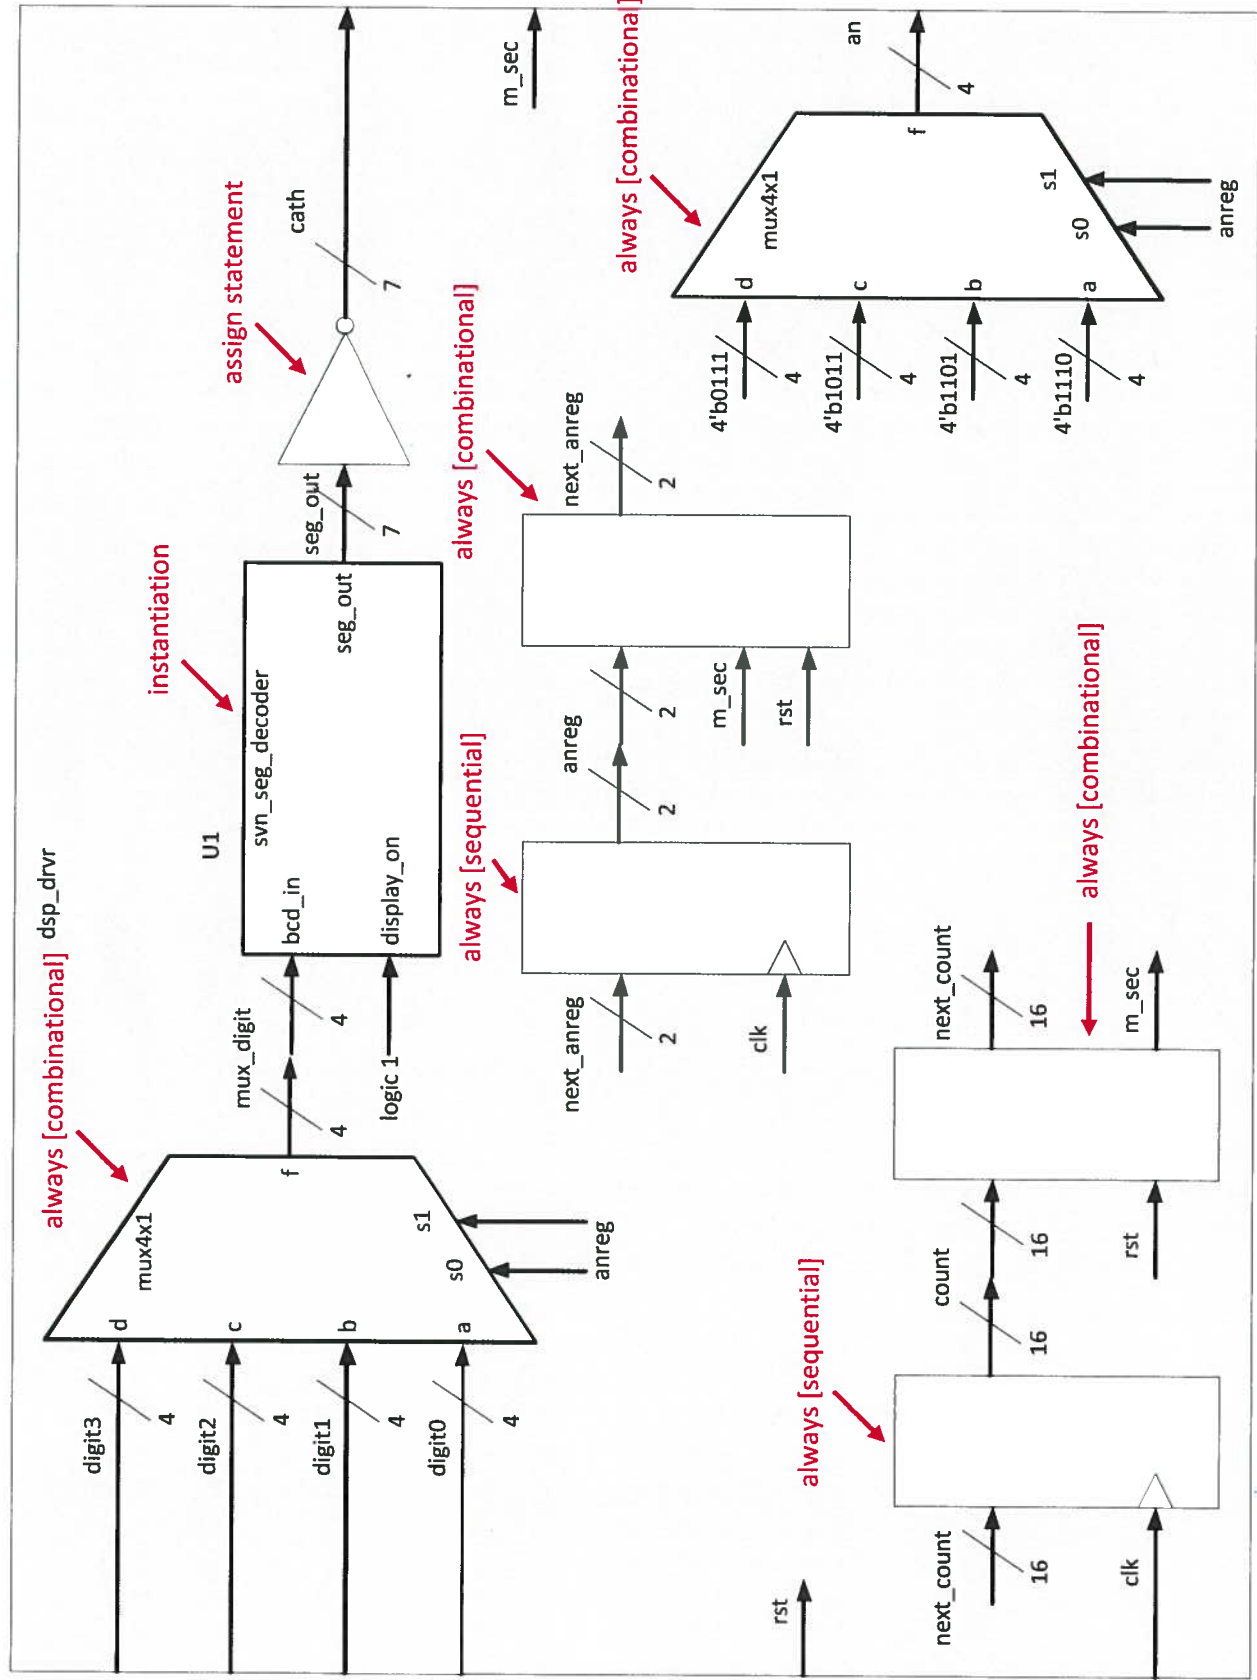 always [combinational]
dsp_drvr
digit3
4
digit2
4
digit1
4
digit0
4
d
c
b
a
mux4x1
f
s0
s1
anreg
mux_digit
4
4
logic 1
U1
svn_seg_decoder
bcd_in
display_on
seg_out
instantiation
seg_out
7
assign statement
cath
7
m_sec
always [sequential]
next_anreg
2
clk
anreg
2
2
m_sec
rst
always [combinational]
next_anreg
2
always [combinational]
4'b0111
4
4'b1011
4
4'b1101
4
4'b1110
4
d
c
b
a
mux4x1
f
s0
s1
anreg
an
4
rst
always [sequential]
next_count
16
clk
count
16
16
rst
always [combinational]
next_count
16
m_sec